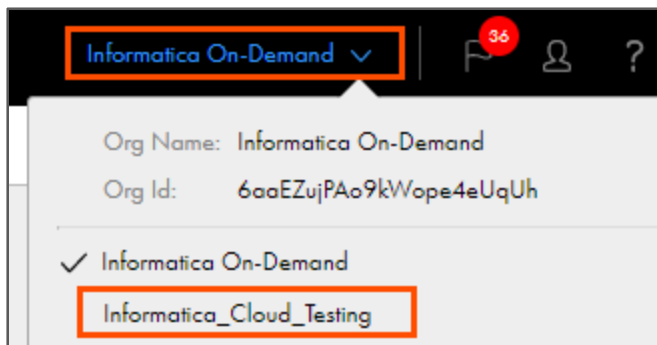 Informatica On-Demand
36
?
Org Name: Informatica On-Demand
Org Id: 6aaEZujPAo9kWope4eUqUh
Informatica On-Demand
Informatica_Cloud_Testing